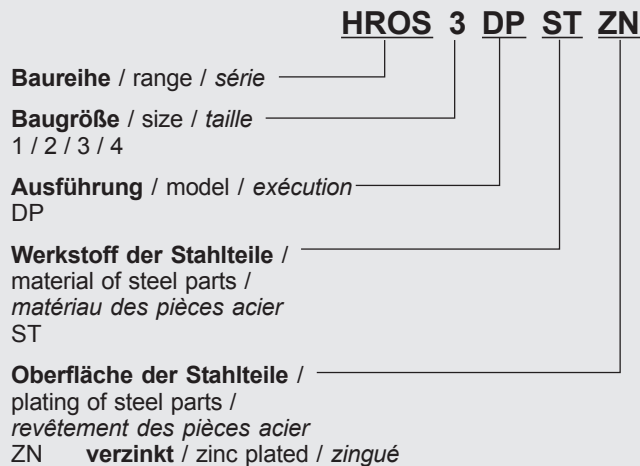 HROS 3 DP ST ZN
Baureihe / range / série
Baugröße / size / taille
1 / 2 / 3 / 4
Ausführung / model / exécution
DP
Werkstoff der Stahlteile /
material of steel parts /
matériau des pièces acier
ST
Oberfläche der Stahlteile /
plating of steel parts /
revêtement des pièces acier
ZN verzinkt / zinc plated / zingué